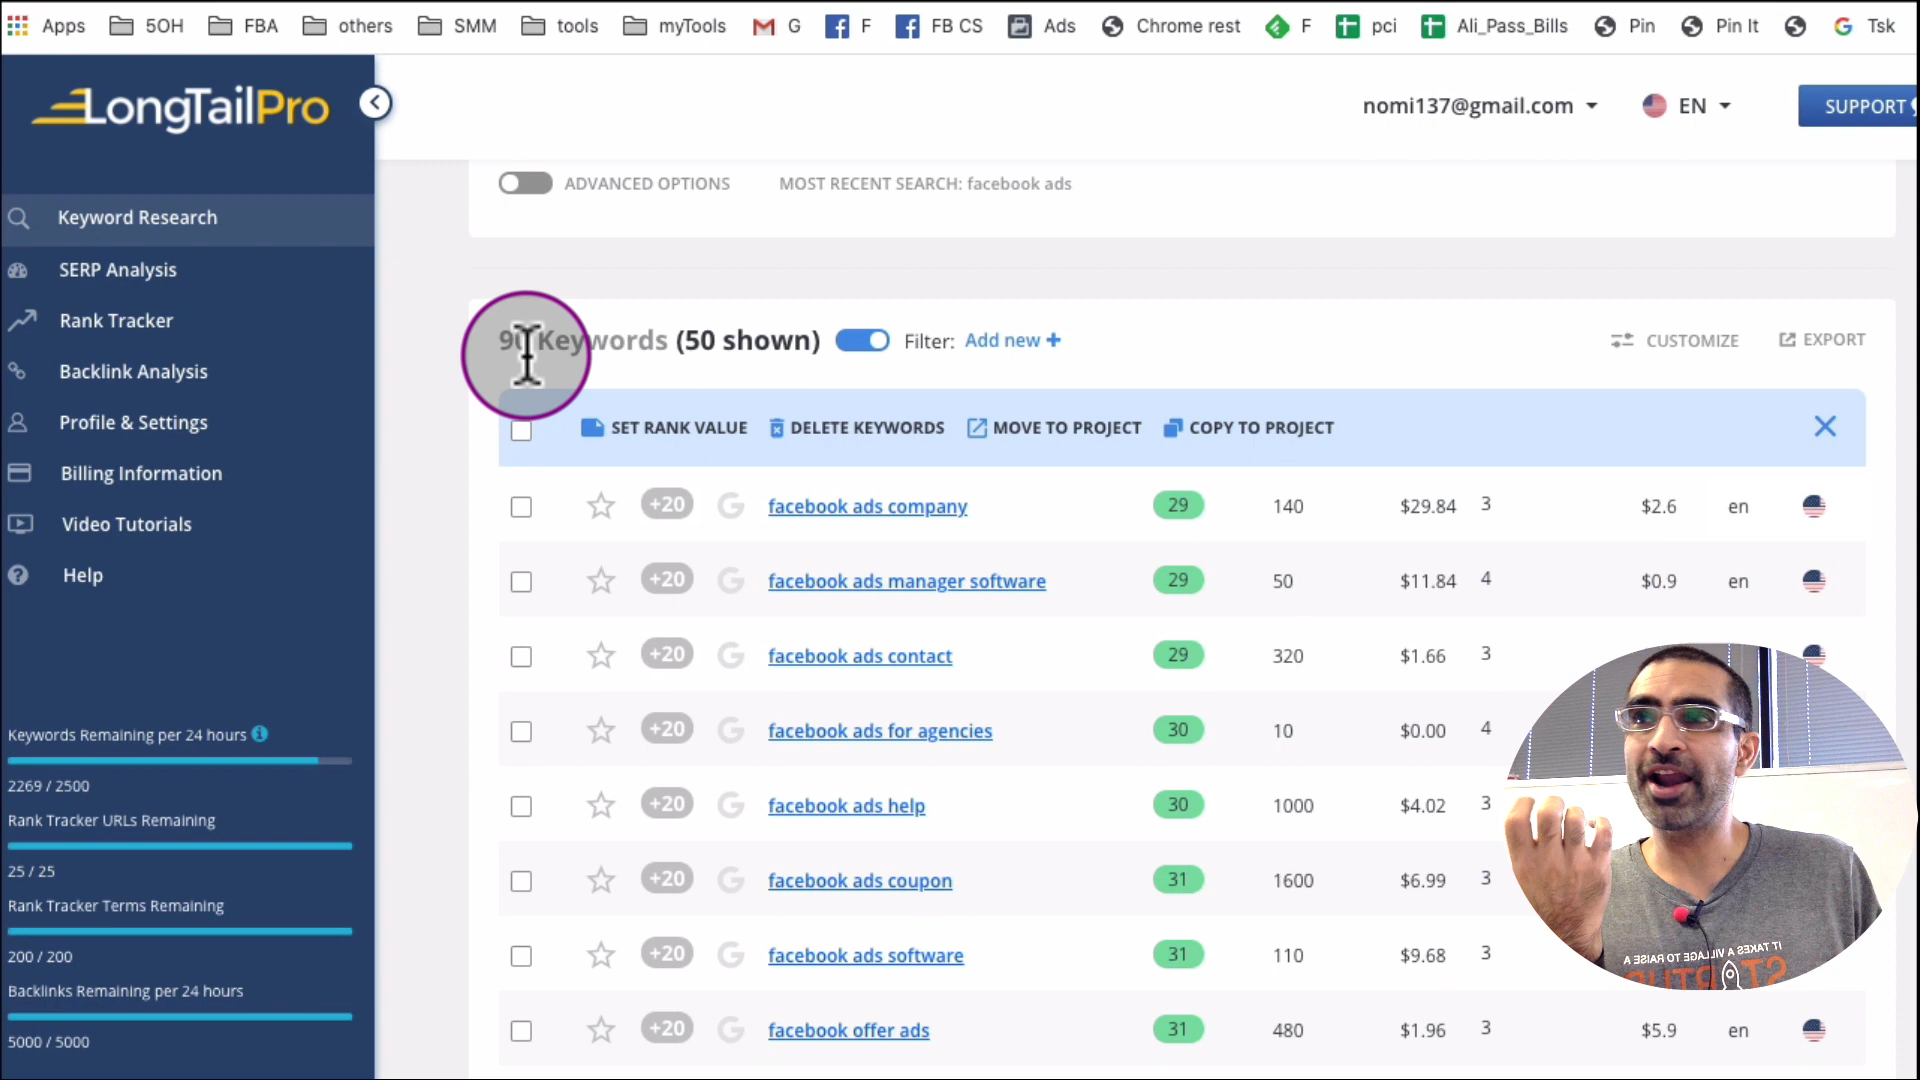 Apps 5OH FBA others SMM tools myTools G F FB CS Ads Chrome rest F pci Ali_Pass_Bills Pin Pin It Tsk
LongTailPro
nomi137@gmail.com EN SUPPORT
ADVANCED OPTIONS MOST RECENT SEARCH: facebook ads
Keyword Research
SERP Analysis
Rank Tracker
Backlink Analysis
Profile & Settings
Billing Information
Video Tutorials
Help
Keywords Remaining per 24 hours
2269 / 2500
Rank Tracker URLs Remaining
25 / 25
Rank Tracker Terms Remaining
200 / 200
Backlinks Remaining per 24 hours
5000 / 5000
Keywords (50 shown) Filter: Add new + CUSTOMIZE EXPORT
SET RANK VALUE DELETE KEYWORDS MOVE TO PROJECT COPY TO PROJECT
+20 facebook ads company 29 140 $29.84 3 $2.6 en
+20 facebook ads manager software 29 50 $11.84 4 $0.9 en
+20 facebook ads contact 29 320 $1.66 3
+20 facebook ads for agencies 30 10 $0.00 4
+20 facebook ads help 30 1000 $4.02 3
+20 facebook ads coupon 31 1600 $6.99 3
+20 facebook ads software 31 110 $9.68 3
+20 facebook offer ads 31 480 $1.96 3 $5.9 en
IT TAKES A VILLAGE TO RAISE A